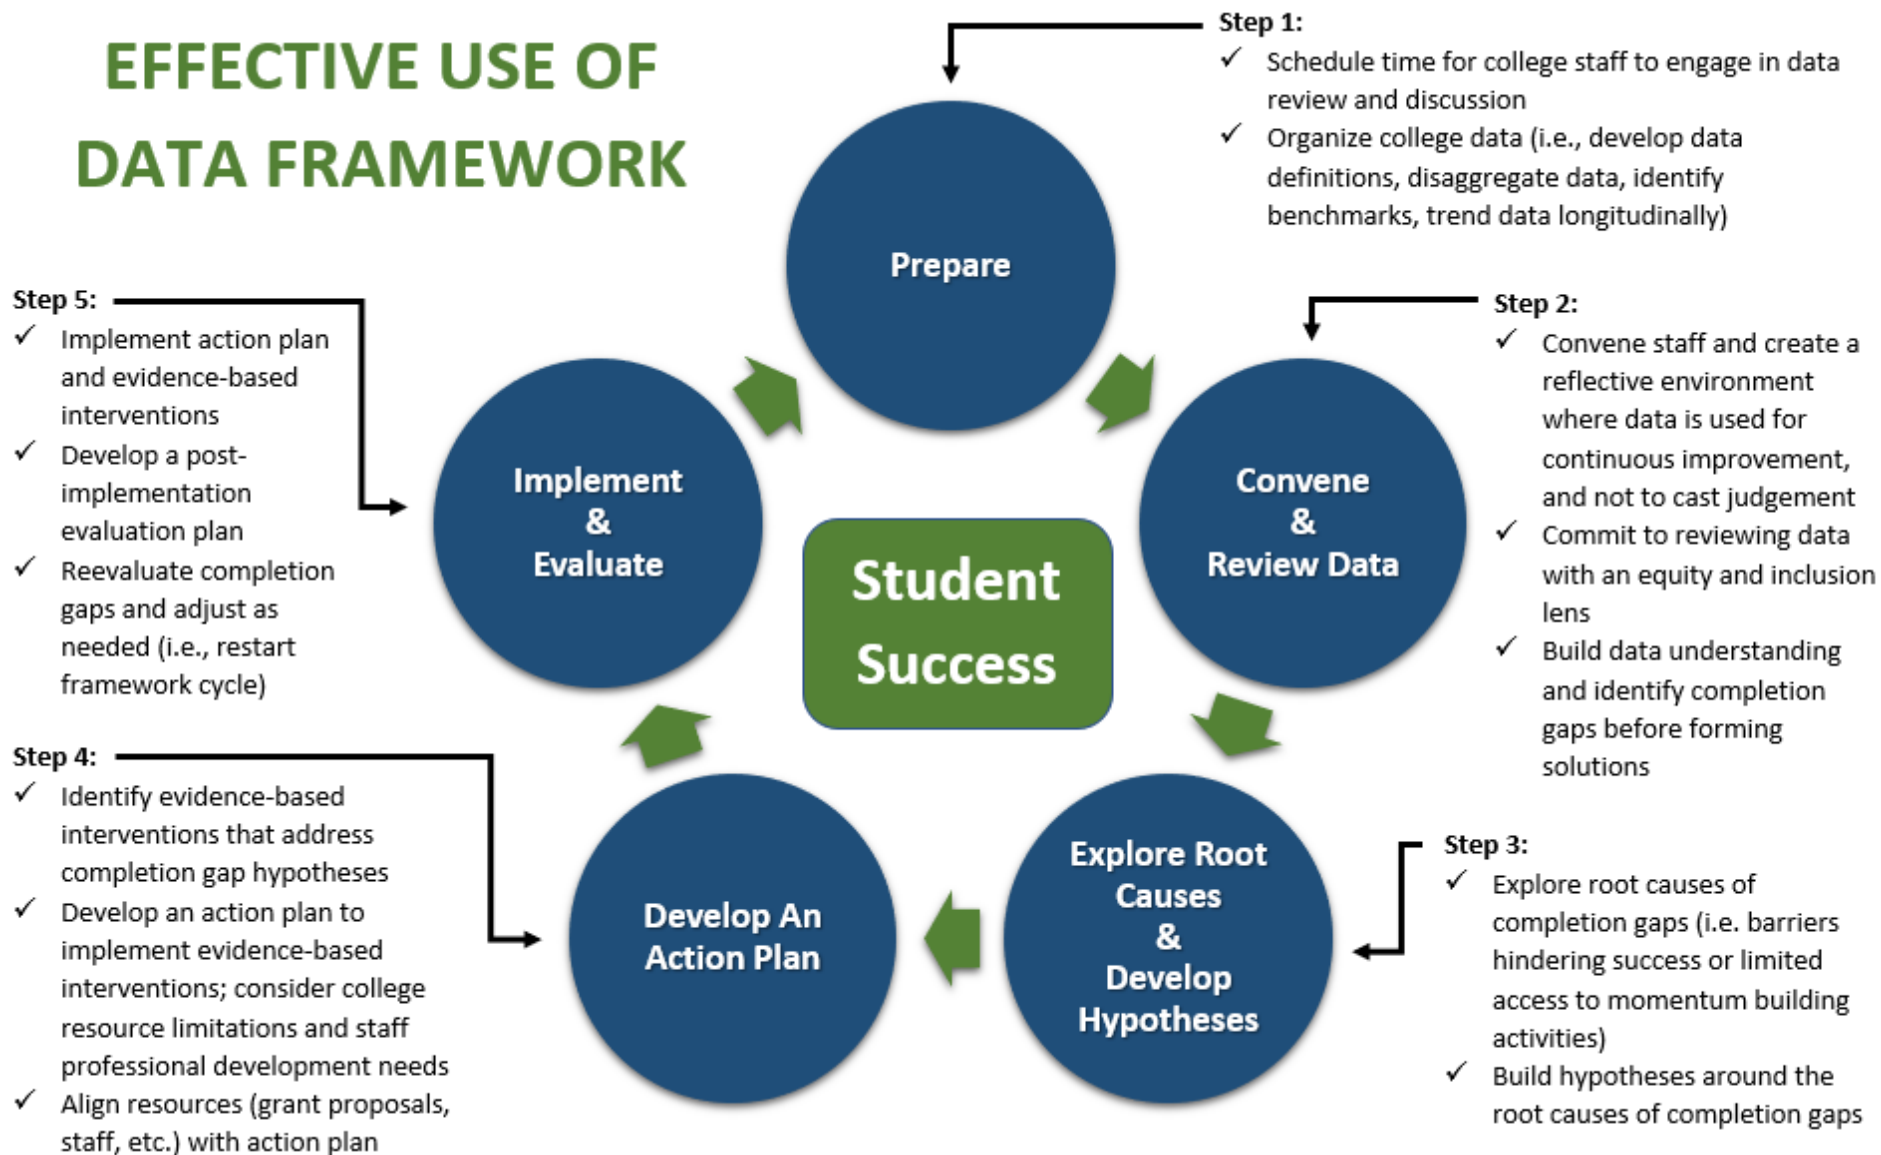 EFFECTIVE USE OF
DATA FRAMEWORK
Step 1:
✓ Schedule time for college staff to engage in data
review and discussion
✓ Organize college data (i.e., develop data
definitions, disaggregate data, identify
benchmarks, trend data longitudinally)
Prepare
Step 2:
✓ Convene staff and create a
reflective environment
where data is used for
continuous improvement,
and not to cast judgement
✓ Commit to reviewing data
with an equity and inclusion
lens
✓ Build data understanding
and identify completion
gaps before forming
solutions
Convene
&
Review Data
Step 3:
✓ Explore root causes of
completion gaps (i.e. barriers
hindering success or limited
access to momentum building
activities)
✓ Build hypotheses around the
root causes of completion gaps
Explore Root
Causes
&
Develop
Hypotheses
Step 4:
✓ Identify evidence-based
interventions that address
completion gap hypotheses
✓ Develop an action plan to
implement evidence-based
interventions; consider college
resource limitations and staff
professional development needs
✓ Align resources (grant proposals,
staff, etc.) with action plan
Develop An
Action Plan
Step 5:
✓ Implement action plan
and evidence-based
interventions
✓ Develop a post-
implementation
evaluation plan
✓ Reevaluate completion
gaps and adjust as
needed (i.e., restart
framework cycle)
Implement
&
Evaluate
Student
Success